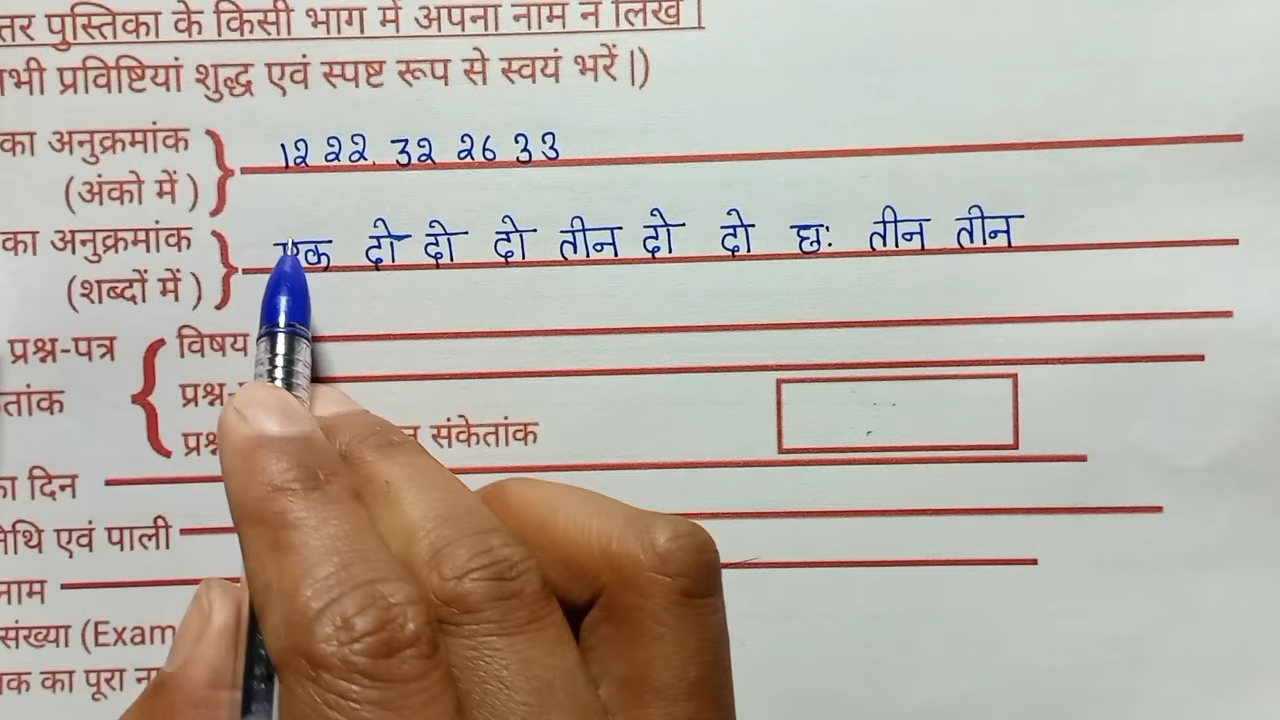 तर पुस्तिका के किसी भाग में अपना नाम न लिखें |
भी प्रविष्टियां शुद्ध एवं स्पष्ट रूप से स्वयं भरें।)
का अनुक्रमांक } 12 22. 32 26 33
(अंको में )
का अनुक्रमांक } एक दो दो दो तीन दो दो छः तीन तीन
(शब्दों में )
प्रश्न-पत्र { विषय
तांक प्रश्न-
प्रश्न संकेतांक
का दिन
तिथि एवं पाली
नाम
संख्या (Exam
क का पूरा